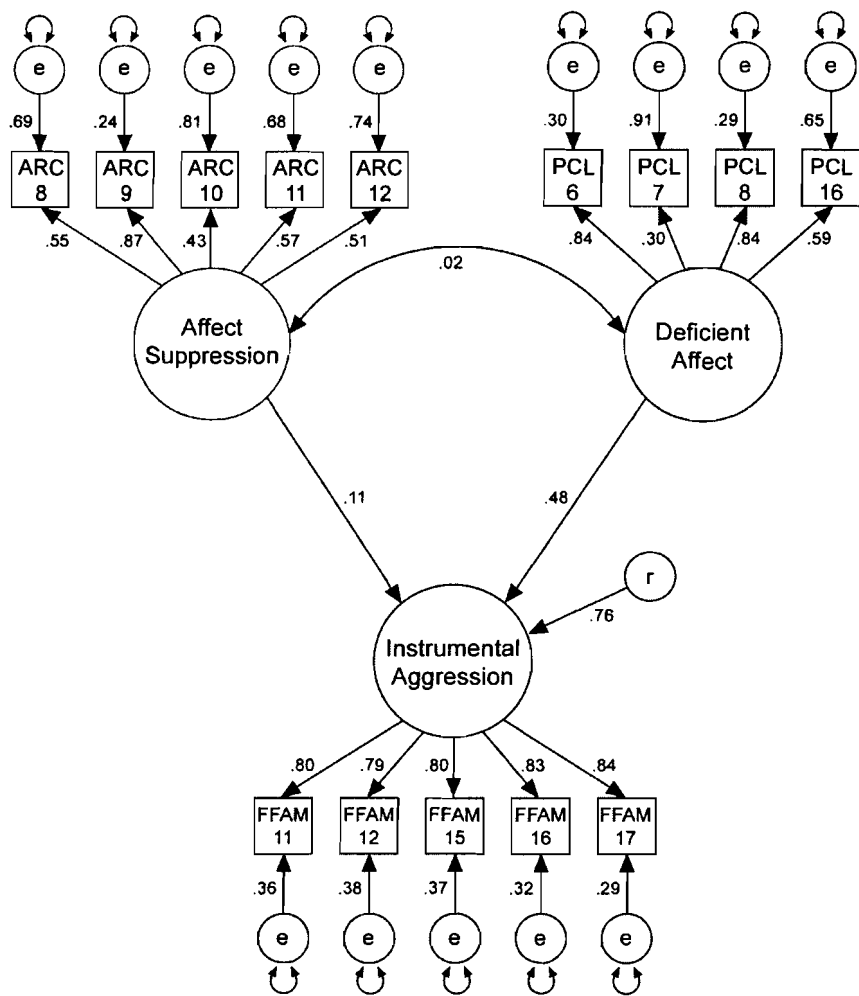 e e e e e e e e e
.69 .24 .81 .68 .74 .30 .91 .29 .65
ARC ARC ARC ARC ARC PCL PCL PCL PCL
8 9 10 11 12 6 7 8 16
.55 .87 .43 .57 .51 .84 .30 .84 .59
.02
Affect
Suppression
Deficient
Affect
.11 .48
r
.76
Instrumental
Aggression
.80 .79 .80 .83 .84
FFAM FFAM FFAM FFAM FFAM
11 12 15 16 17
.36 .38 .37 .32 .29
e e e e e